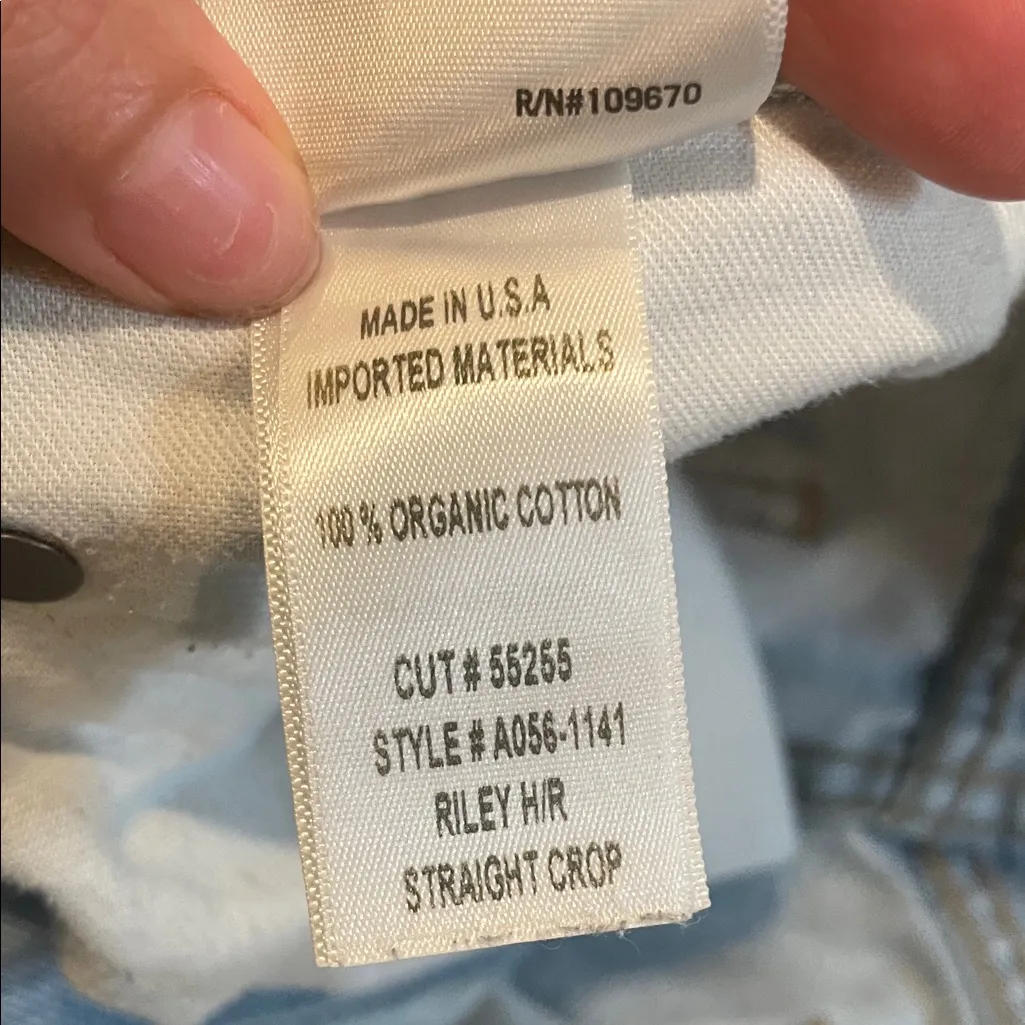 R/N#109670
MADE IN U.S.A
IMPORTED MATERIALS
100 % ORGANIC COTTON
CUT # 55255
STYLE # A056-1141
RILEY H/R
STRAIGHT CROP